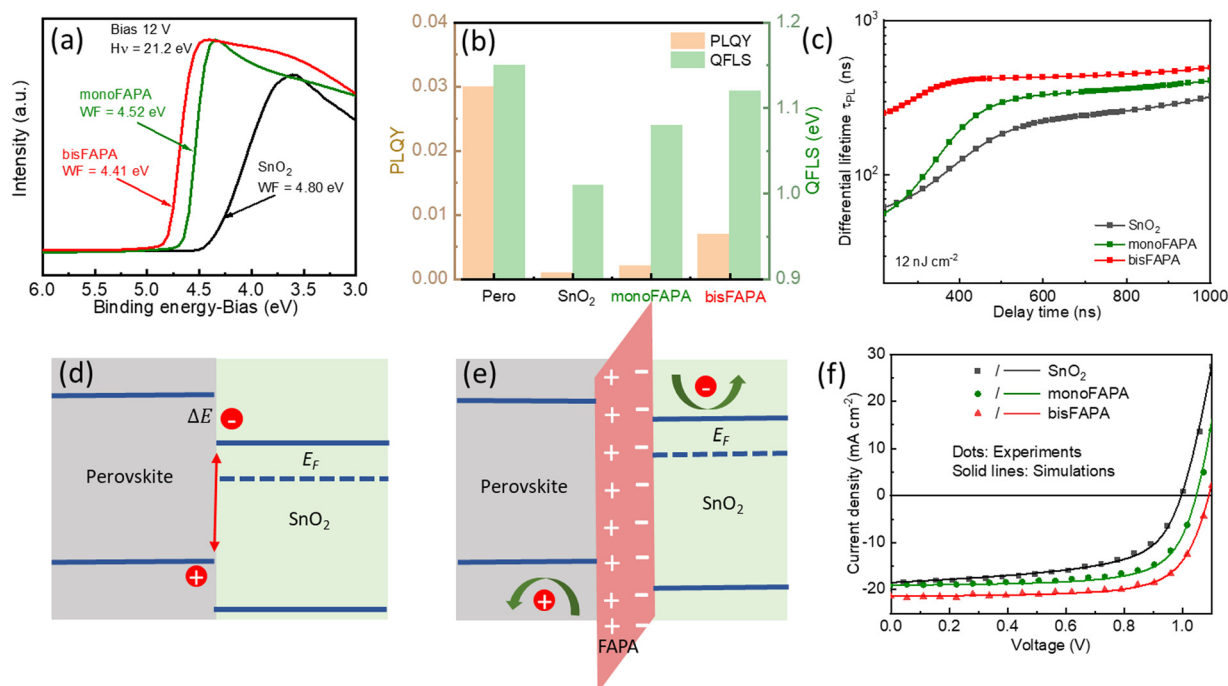 (a)
Bias 12 V
Hν = 21.2 eV
monoFAPA
WF = 4.52 eV
bisFAPA
WF = 4.41 eV
SnO₂
WF = 4.80 eV
Intensity (a.u.)
6.0 5.5 5.0 4.5 4.0 3.5 3.0
Binding energy-Bias (eV)
(b)
PLQY
QFLS
0.04
0.03
0.02
0.01
0.00
PLQY
1.2
1.1
1.0
0.9
QFLS (eV)
Pero SnO₂ monoFAPA bisFAPA
(c)
Differential lifetime τPL (ns)
10³
10²
SnO₂
monoFAPA
bisFAPA
12 nJ cm⁻²
400 600 800 1000
Delay time (ns)
(d)
ΔE
-
Perovskite
E_F
SnO₂
+
(e)
-
E_F
Perovskite
SnO₂
+
+ -
+ -
+ -
+ -
+ -
+ -
+ -
+ -
+ -
FAPA
(f)
/ SnO₂
/ monoFAPA
/ bisFAPA
Dots: Experiments
Solid lines: Simulations
Current density (mA cm⁻²)
30
20
10
0
-10
-20
0.0 0.2 0.4 0.6 0.8 1.0
Voltage (V)